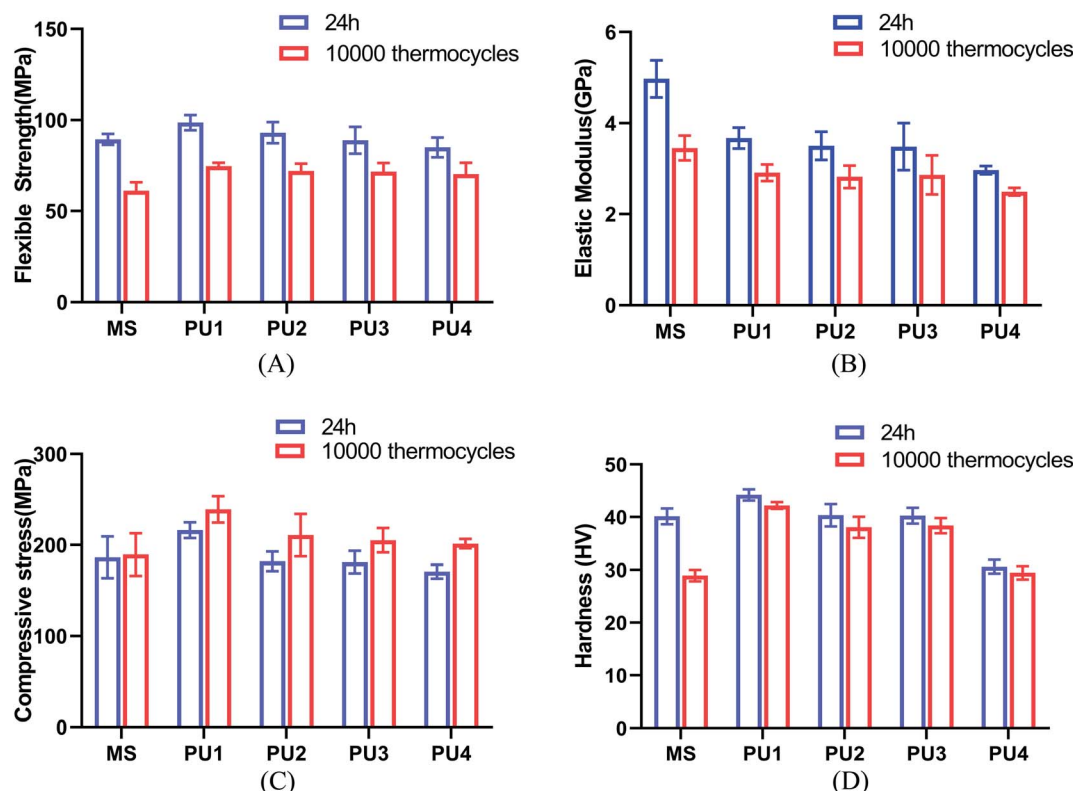 24h
10000 thermocycles
Flexible Strength(MPa)
150
100
50
0
MS PU1 PU2 PU3 PU4
(A)
24h
10000 thermocycles
Elastic Modulus(GPa)
6
4
2
0
MS PU1 PU2 PU3 PU4
(B)
24h
10000 thermocycles
Compressive stress(MPa)
300
200
100
0
MS PU1 PU2 PU3 PU4
(C)
24h
10000 thermocycles
Hardness (HV)
50
40
30
20
10
0
MS PU1 PU2 PU3 PU4
(D)